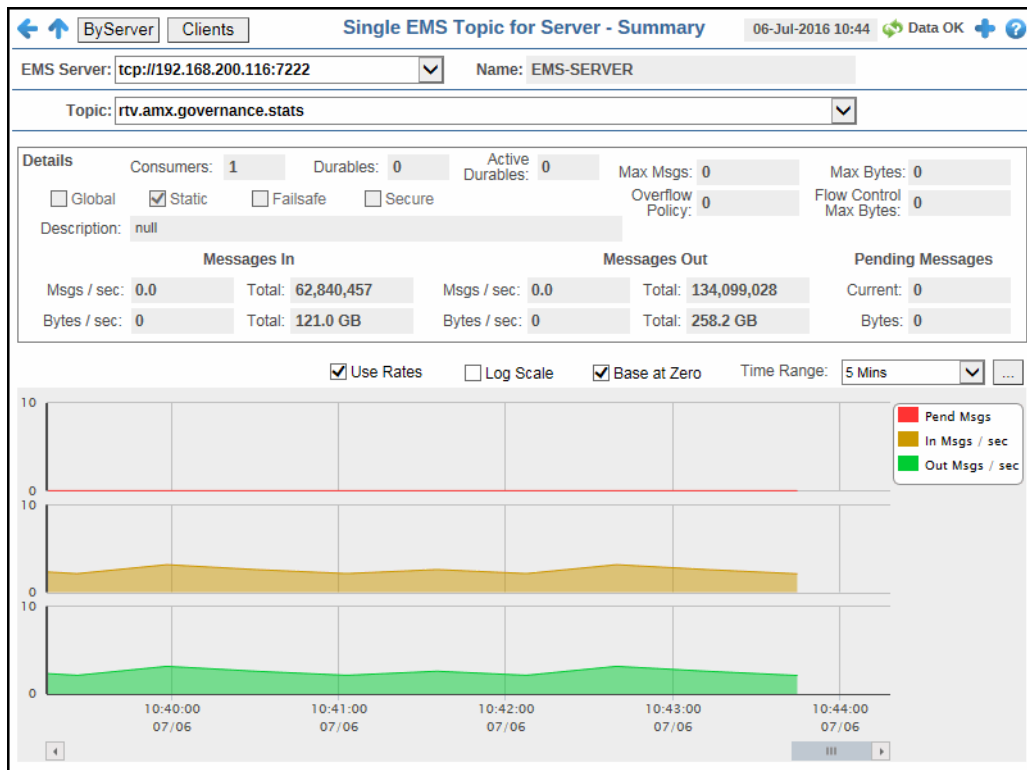 ByServer Clients Single EMS Topic for Server - Summary 06-Jul-2016 10:44 Data OK
EMS Server: tcp://192.168.200.116:7222 Name: EMS-SERVER
Topic: rtv.amx.governance.stats
Details Consumers: 1 Durables: 0 Active Durables: 0 Max Msgs: 0 Max Bytes: 0
Global Static Failsafe Secure Overflow Policy: 0 Flow Control Max Bytes: 0
Description: null
Messages In Messages Out Pending Messages
Msgs / sec: 0.0 Total: 62,840,457 Msgs / sec: 0.0 Total: 134,099,028 Current: 0
Bytes / sec: 0 Total: 121.0 GB Bytes / sec: 0 Total: 258.2 GB Bytes: 0
Use Rates Log Scale Base at Zero Time Range: 5 Mins ...
10
Pend Msgs
In Msgs / sec
Out Msgs / sec
0
10
0
10
0
10:40:00 10:41:00 10:42:00 10:43:00 10:44:00
07/06 07/06 07/06 07/06 07/06